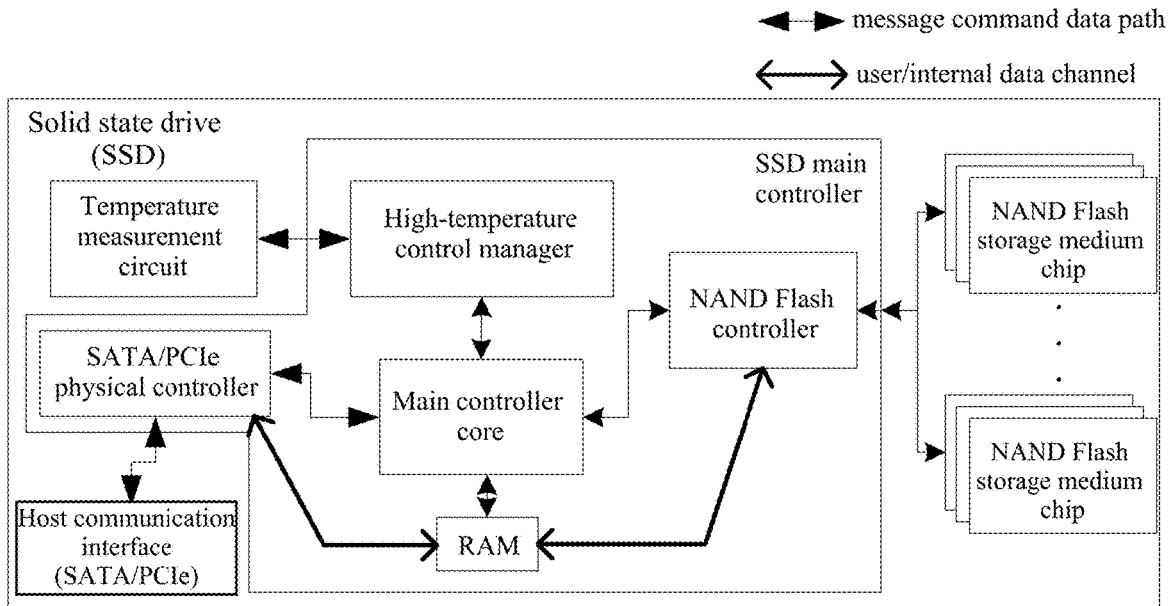 message command data path
user/internal data channel
Solid state drive
(SSD)
SSD main
controller
Temperature
measurement
circuit
High-temperature
control manager
NAND Flash
storage medium
chip
NAND Flash
controller
SATA/PCIe
physical controller
Main controller
core
NAND Flash
storage medium
chip
Host communication
interface
(SATA/PCIe)
RAM